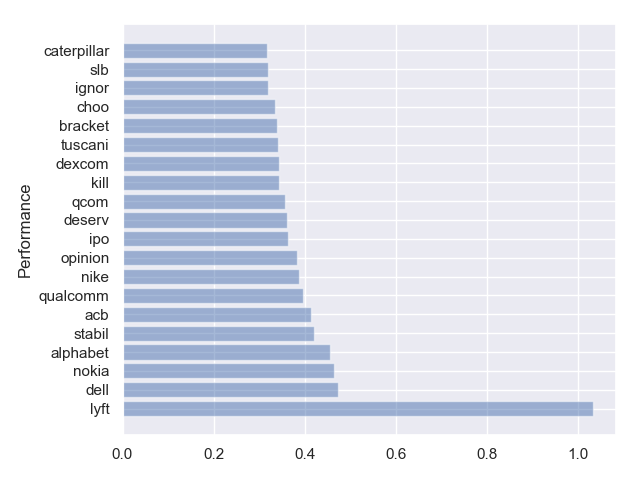 caterpillar
slb
ignor
choo
bracket
tuscani
dexcom
kill
qcom
deserv
ipo
opinion
nike
qualcomm
acb
stabil
alphabet
nokia
dell
lyft
Performance
0.0 0.2 0.4 0.6 0.8 1.0